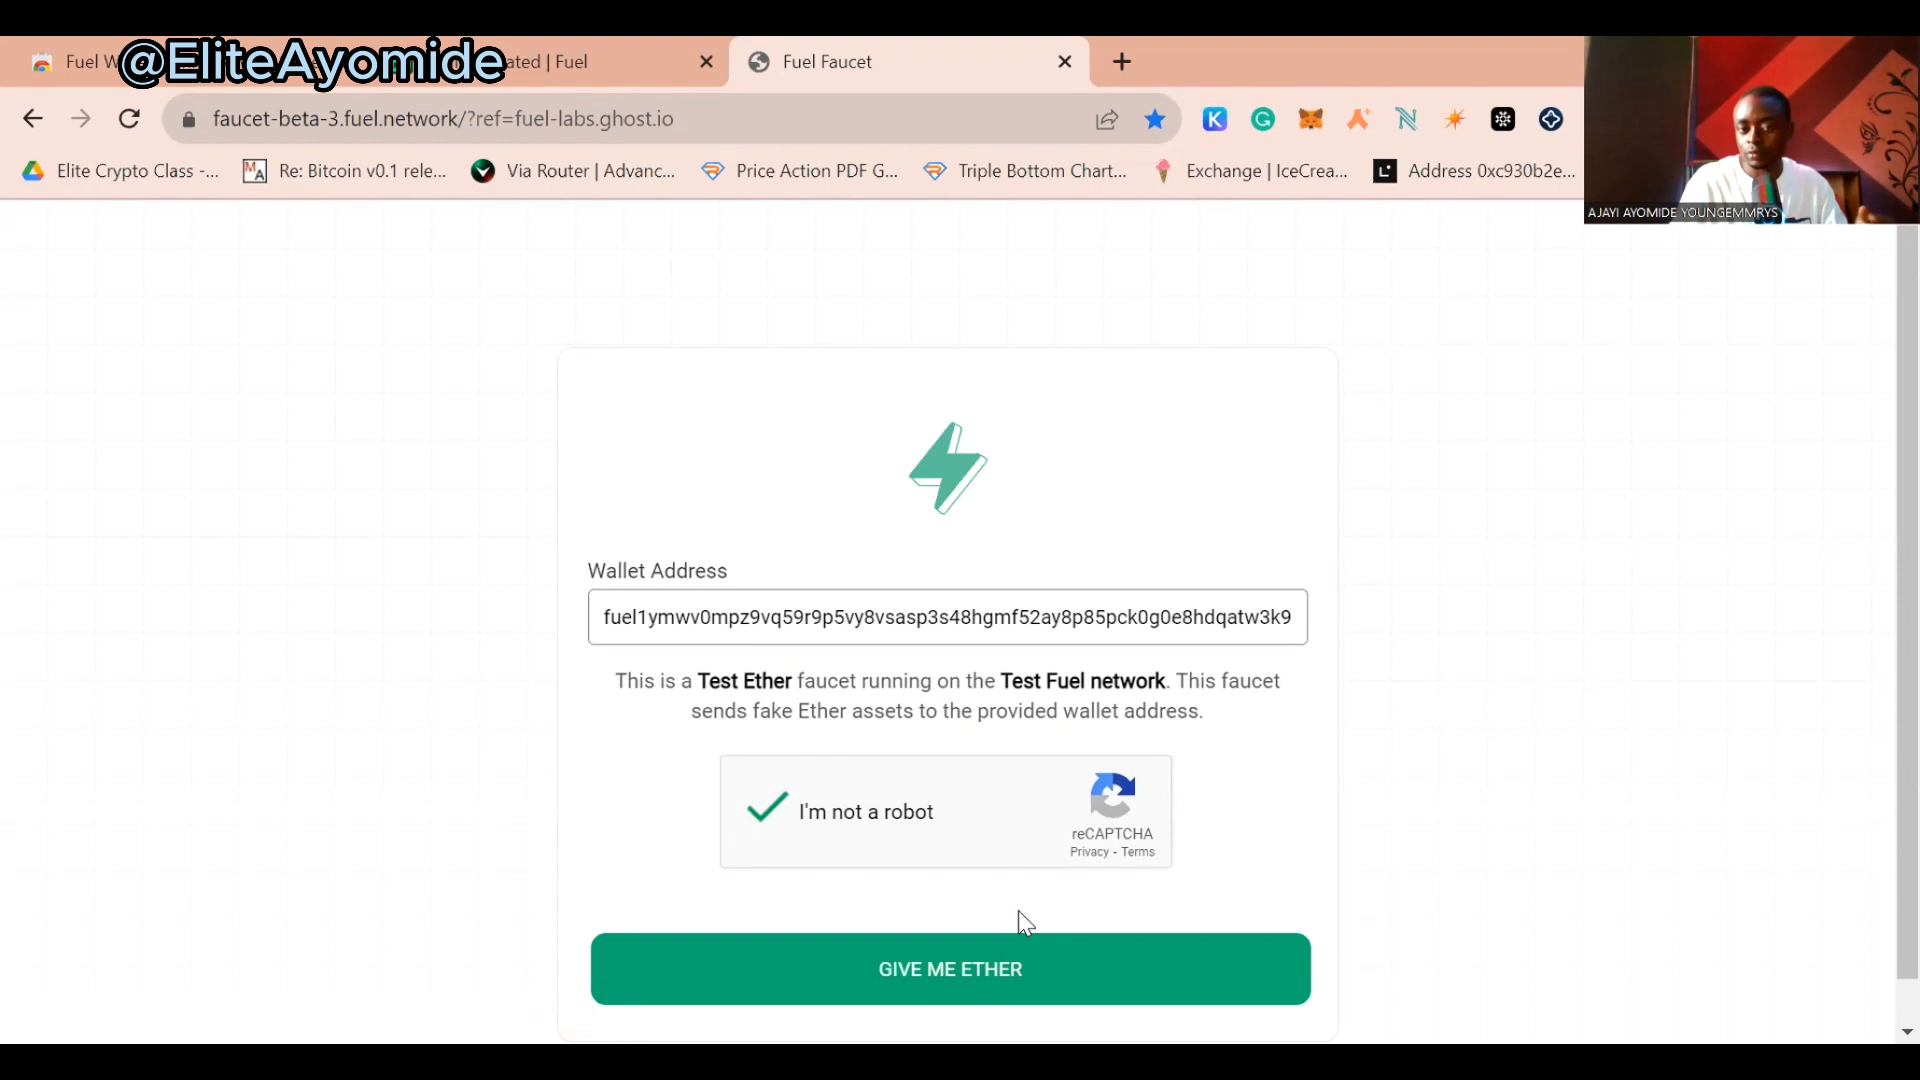 @EliteAyomide
Fuel W
ated | Fuel
Fuel Faucet
faucet-beta-3.fuel.network/?ref=fuel-labs.ghost.io
Elite Crypto Class -...
Re: Bitcoin v0.1 rele...
Via Router | Advanc...
Price Action PDF G...
Triple Bottom Chart...
Exchange | IceCrea...
Address 0xc930b2e...
AJAYI AYOMIDE YOUNGEMMRYS
Wallet Address
fuel1ymwv0mpz9vq59r9p5vy8vsasp3s48hgmf52ay8p85pck0g0e8hdqatw3k9
This is a Test Ether faucet running on the Test Fuel network. This faucet
sends fake Ether assets to the provided wallet address.
I'm not a robot
reCAPTCHA
Privacy - Terms
GIVE ME ETHER